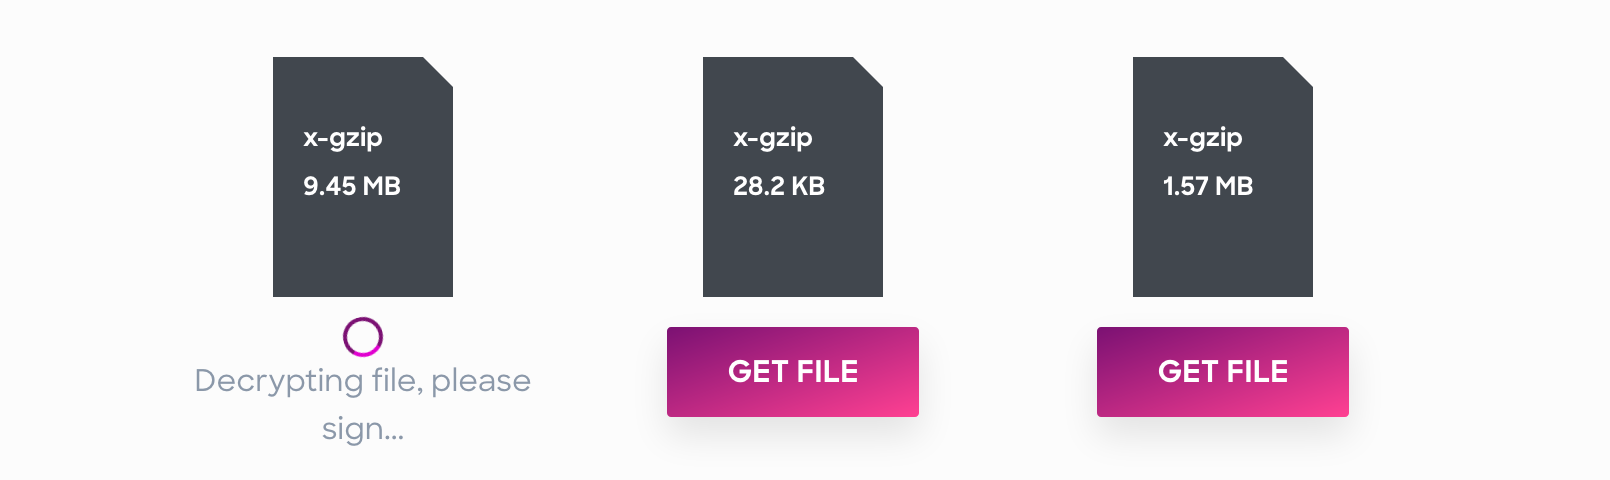 x-gzip
9.45 MB
Decrypting file, please
sign...
x-gzip
28.2 KB
GET FILE
x-gzip
1.57 MB
GET FILE